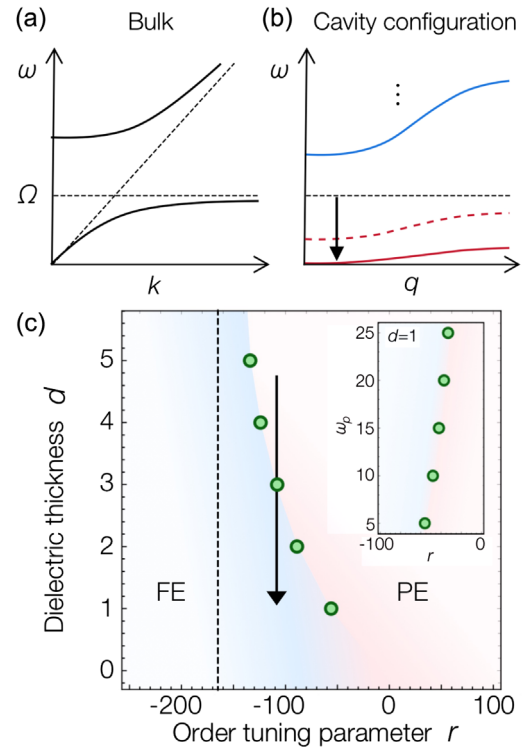 (a)
Bulk
ω
Ω
k
(b)
Cavity configuration
ω
q
(c)
Dielectric thickness d
5
4
3
2
1
0
FE
PE
-200
-100
0
100
Order tuning parameter r
d=1
ωₚ
25
20
15
10
5
-100
0
r